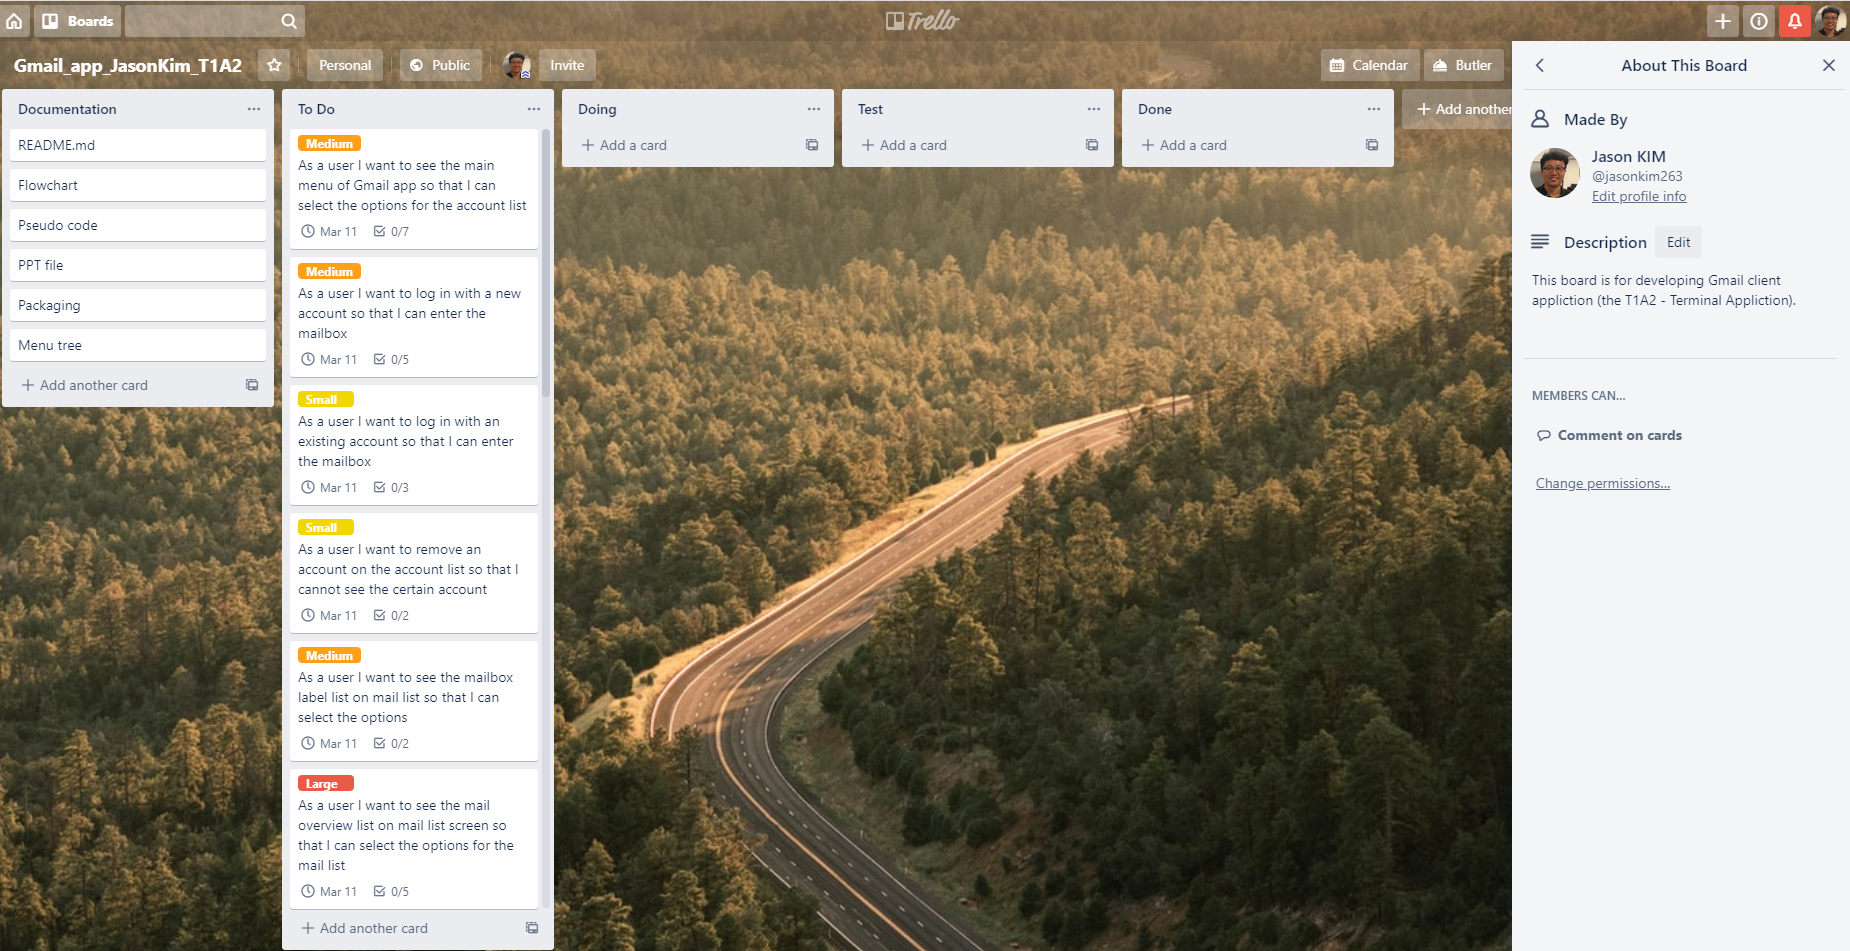 Boards
Trello
Gmail_app_JasonKim_T1A2
Personal
Public
Invite
Calendar
Butler
Documentation
README.md
Flowchart
Pseudo code
PPT file
Packaging
Menu tree
+ Add another card
To Do
Medium
As a user I want to see the main
menu of Gmail app so that I can
select the options for the account list
Mar 11 0/7
Medium
As a user I want to log in with a new
account so that I can enter the
mailbox
Mar 11 0/5
Small
As a user I want to log in with an
existing account so that I can enter
the mailbox
Mar 11 0/3
Small
As a user I want to remove an
account on the account list so that I
cannot see the certain account
Mar 11 0/2
Medium
As a user I want to see the mailbox
label list on mail list so that I can
select the options
Mar 11 0/2
Large
As a user I want to see the mail
overview list on mail list screen so
that I can select the options for the
mail list
Mar 11 0/5
+ Add another card
Doing
+ Add a card
Test
+ Add a card
Done
+ Add a card
+ Add another
About This Board
Made By
Jason KIM
@jasonkim263
Edit profile info
Description
Edit
This board is for developing Gmail client
appliction (the T1A2 - Terminal Appliction).
MEMBERS CAN...
Comment on cards
Change permissions...